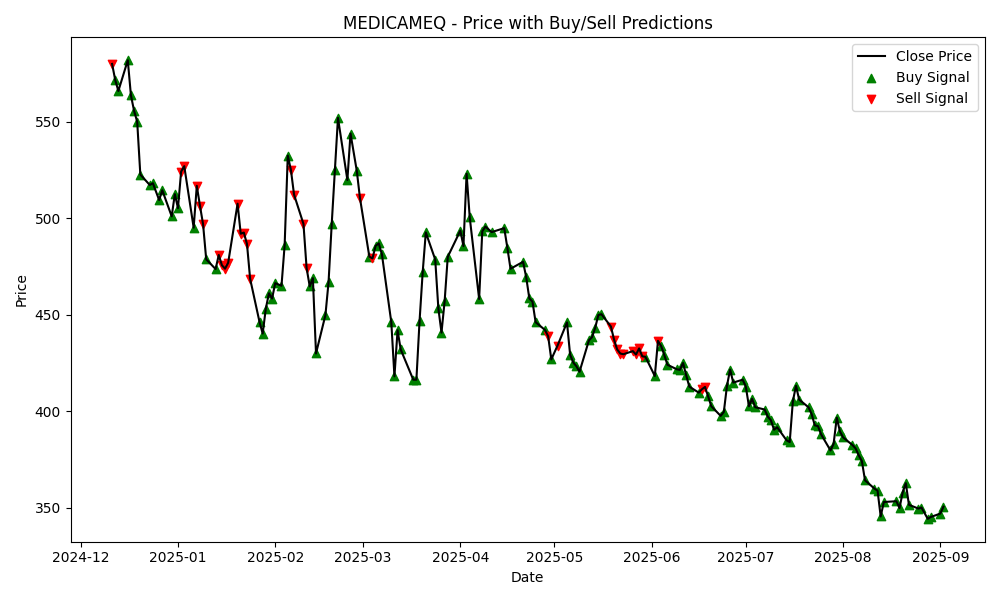 MEDICAMEQ - Price with Buy/Sell Predictions
Close Price
Buy Signal
Sell Signal
Price
550
500
450
400
350
2024-12 2025-01 2025-02 2025-03 2025-04 2025-05 2025-06 2025-07 2025-08 2025-09
Date